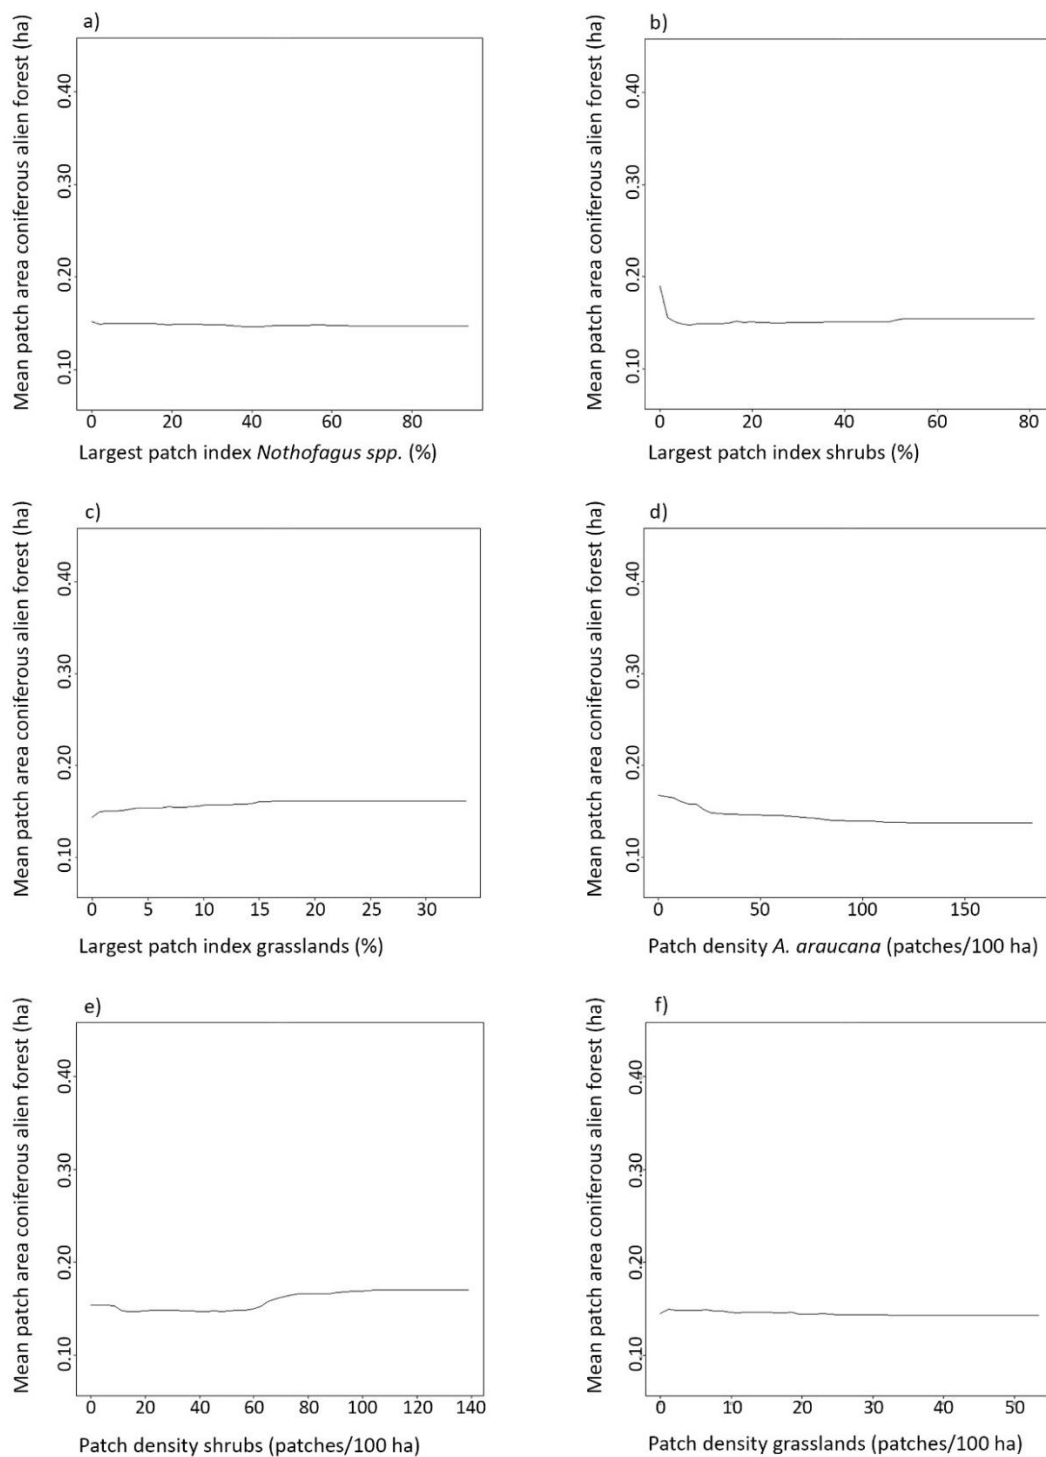 a)
Mean patch area coniferous alien forest (ha)
0.40
0.30
0.20
0.10
0 20 40 60 80
Largest patch index Nothofagus spp. (%)
b)
Mean patch area coniferous alien forest (ha)
0.40
0.30
0.20
0.10
0 20 40 60 80
Largest patch index shrubs (%)
c)
Mean patch area coniferous alien forest (ha)
0.40
0.30
0.20
0.10
0 5 10 15 20 25 30
Largest patch index grasslands (%)
d)
Mean patch area coniferous alien forest (ha)
0.40
0.30
0.20
0.10
0 50 100 150
Patch density A. araucana (patches/100 ha)
e)
Mean patch area coniferous alien forest (ha)
0.40
0.30
0.20
0.10
0 20 40 60 80 100 120 140
Patch density shrubs (patches/100 ha)
f)
Mean patch area coniferous alien forest (ha)
0.40
0.30
0.20
0.10
0 10 20 30 40 50
Patch density grasslands (patches/100 ha)